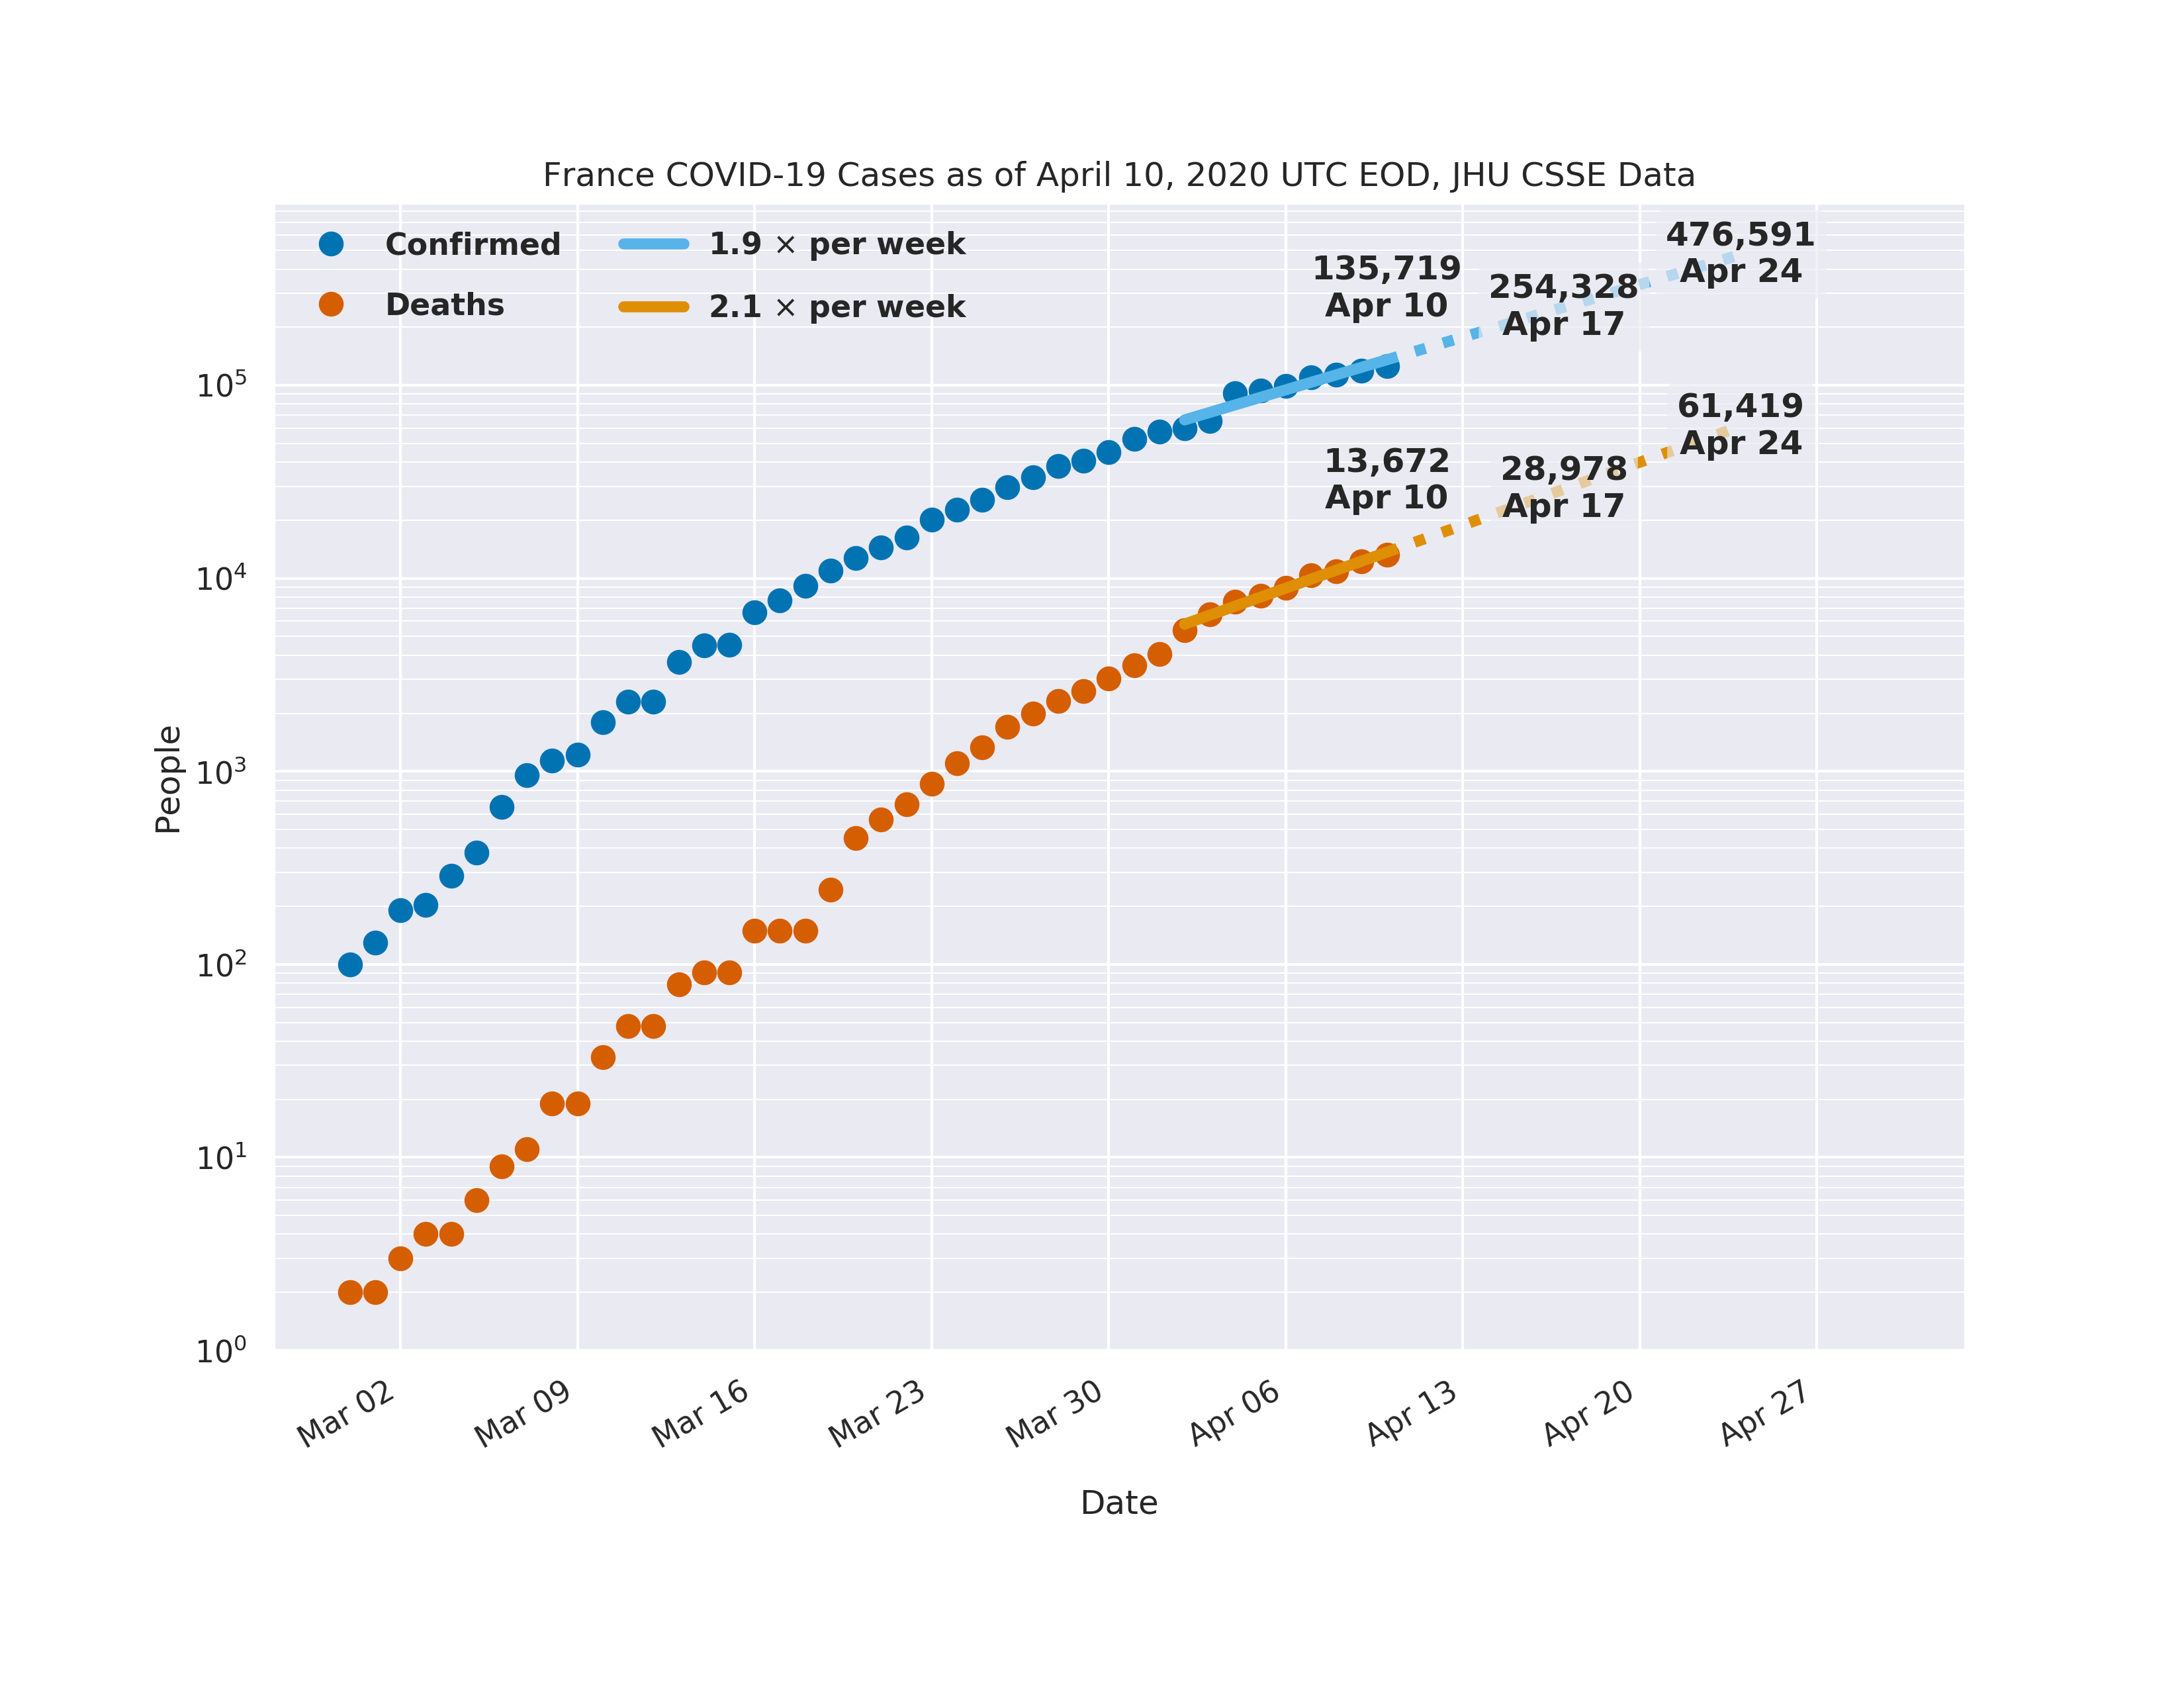 France COVID-19 Cases as of April 10, 2020 UTC EOD, JHU CSSE Data
Confirmed
Deaths
1.9 × per week
2.1 × per week
135,719
Apr 10
254,328
Apr 17
476,591
Apr 24
13,672
Apr 10
28,978
Apr 17
61,419
Apr 24
People
10⁵
10⁴
10³
10²
10¹
10⁰
Mar 02
Mar 09
Mar 16
Mar 23
Mar 30
Apr 06
Apr 13
Apr 20
Apr 27
Date